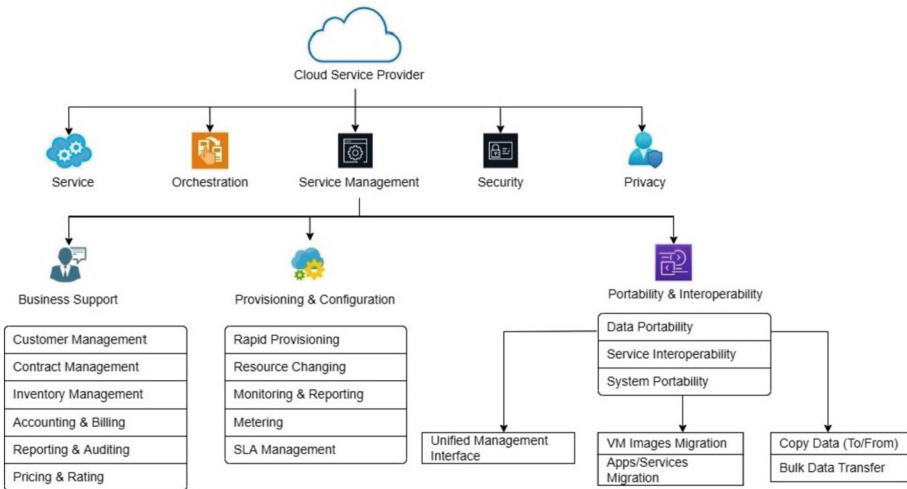 Cloud Service Provider
Service
Orchestration
Service Management
Security
Privacy
Business Support
Provisioning & Configuration
Portability & Interoperability
Customer Management
Contract Management
Inventory Management
Accounting & Billing
Reporting & Auditing
Pricing & Rating
Rapid Provisioning
Resource Changing
Monitoring & Reporting
Metering
SLA Management
Data Portability
Service Interoperability
System Portability
Unified Management
Interface
VM Images Migration
Apps/Services
Migration
Copy Data (To/From)
Bulk Data Transfer